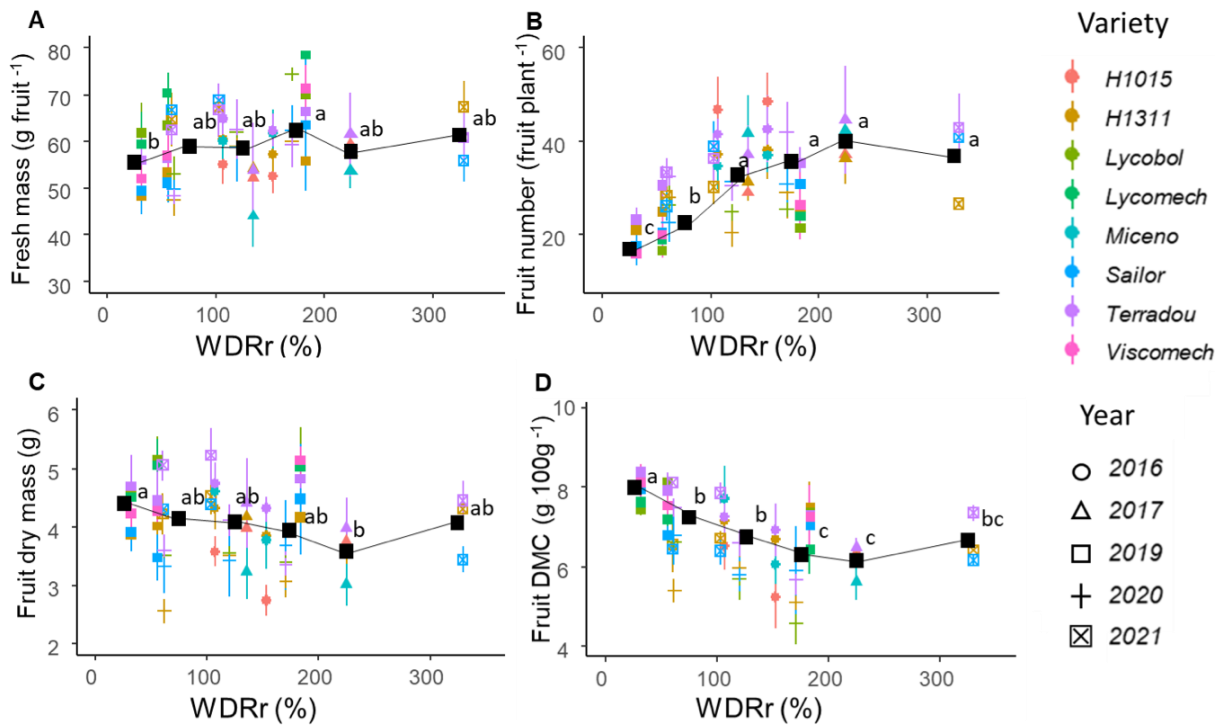 A
Fresh mass (g fruit ⁻¹)
80
70
60
50
40
30
b
ab
ab
a
ab
ab
0
100
200
300
WDRr (%)
B
Fruit number (fruit plant ⁻¹)
60
40
20
c
b
a
a
a
a
0
100
200
300
WDRr (%)
Variety
H1015
H1311
Lycobol
Lycomech
Miceno
Sailor
Terradou
Viscomech
C
Fruit dry mass (g)
6
5
4
3
2
a
ab
ab
ab
b
ab
0
100
200
300
WDRr (%)
D
Fruit DMC (g 100g⁻¹)
10
8
6
4
a
b
b
c
c
bc
0
100
200
300
WDRr (%)
Year
2016
2017
2019
2020
2021